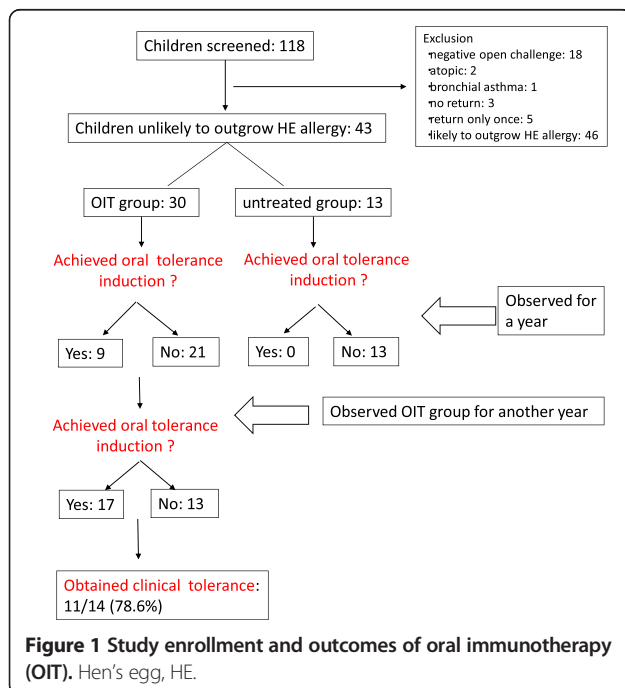 Children screened: 118
Exclusion
·negative open challenge: 18
·atopic: 2
·bronchial asthma: 1
·no return: 3
·return only once: 5
·likely to outgrow HE allergy: 46
Children unlikely to outgrow HE allergy: 43
OIT group: 30
untreated group: 13
Achieved oral tolerance
induction ?
Achieved oral tolerance
induction ?
Observed for
a year
Yes: 9
No: 21
Yes: 0
No: 13
Observed OIT group for another year
Achieved oral tolerance
induction ?
Yes: 17
No: 13
Obtained clinical tolerance:
11/14 (78.6%)
Figure 1 Study enrollment and outcomes of oral immunotherapy
(OIT). Hen's egg, HE.